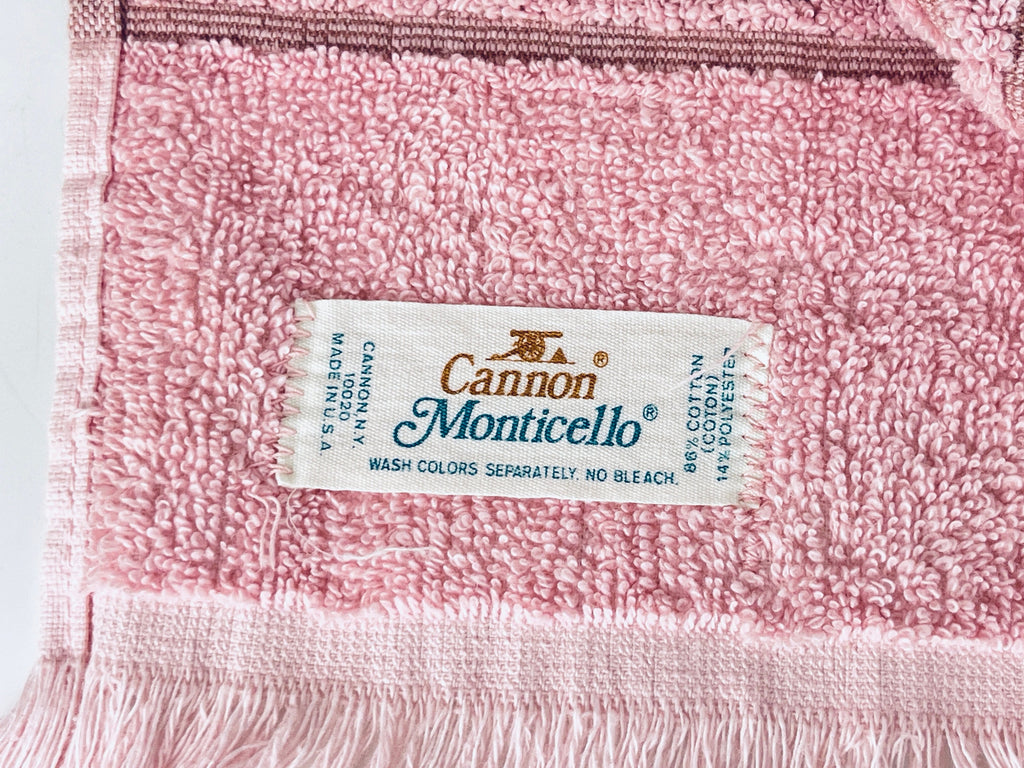 CANNON, N.Y.
10020
MADE IN U.S.A
Cannon®
Monticello®
WASH COLORS SEPARATELY. NO BLEACH.
86% COTTON
(COTON)
14% POLYESTER